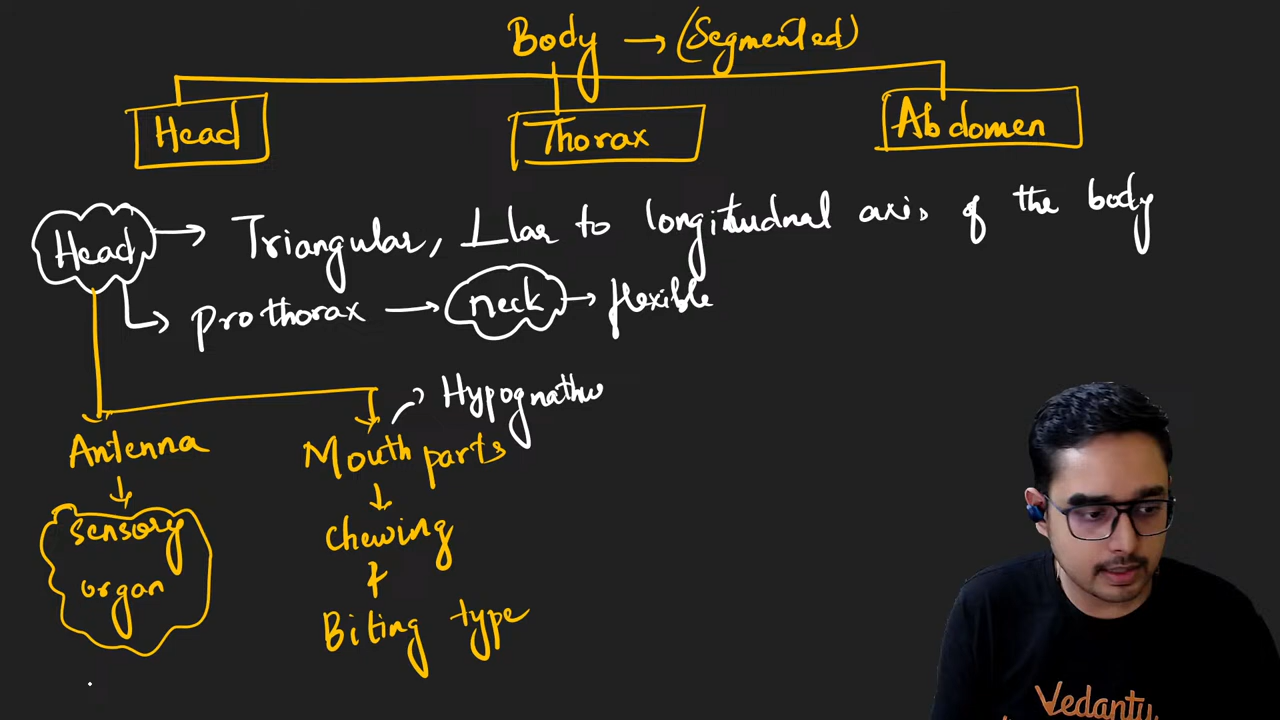 Body → (Segmented)
Head Thorax Abdomen
Head → Triangular, ⊥lar to longitudnal axis of the body
prothorax → neck → flexible
Hypognathu
Antenna Mouth parts
sensory organ chewing
&
Biting type
Vedantu